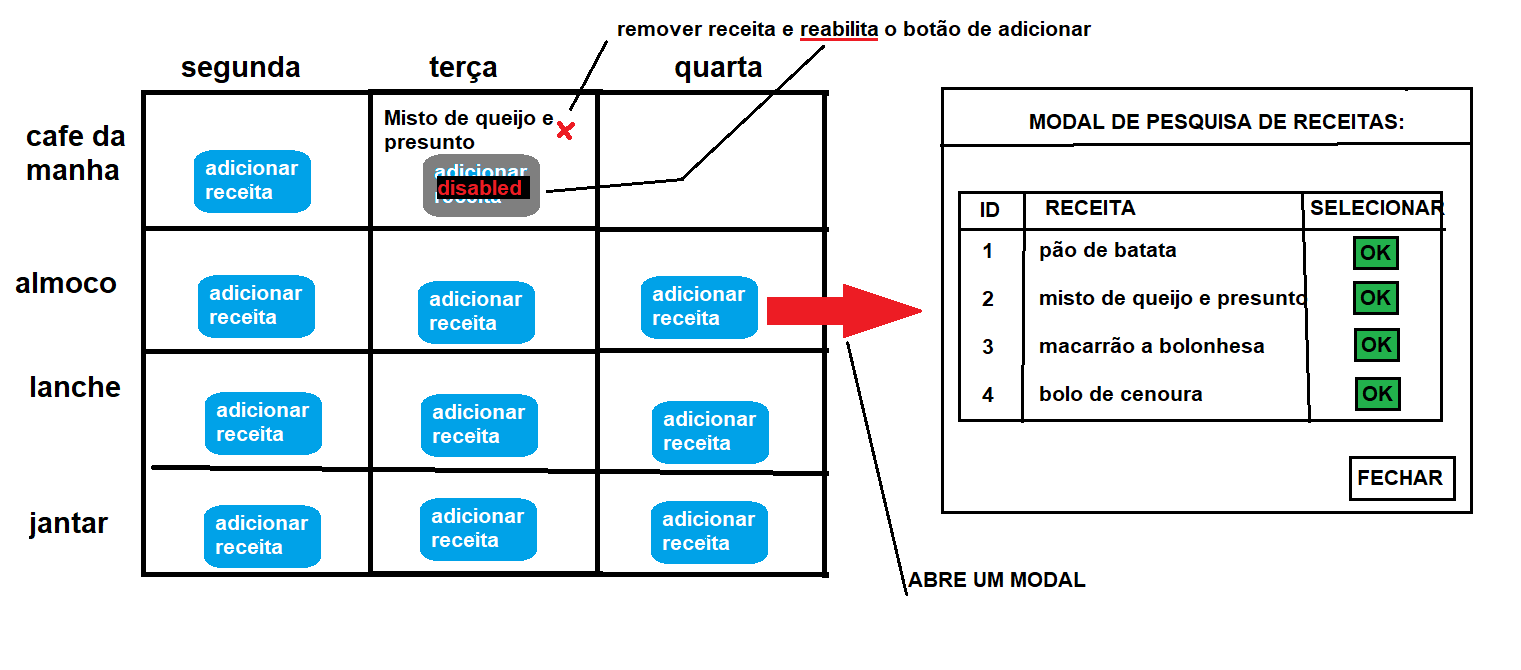 remover receita e reabilita o botão de adicionar
segunda
terça
quarta
cafe da
manha
adicionar
receita
Misto de queijo e
presunto
adicionar
disabled
receita
almoco
adicionar
receita
adicionar
receita
adicionar
receita
lanche
adicionar
receita
adicionar
receita
adicionar
receita
jantar
adicionar
receita
adicionar
receita
adicionar
receita
MODAL DE PESQUISA DE RECEITAS:
ID RECEITA SELECIONAR
1 pão de batata OK
2 misto de queijo e presunto OK
3 macarrão a bolonhesa OK
4 bolo de cenoura OK
FECHAR
ABRE UM MODAL